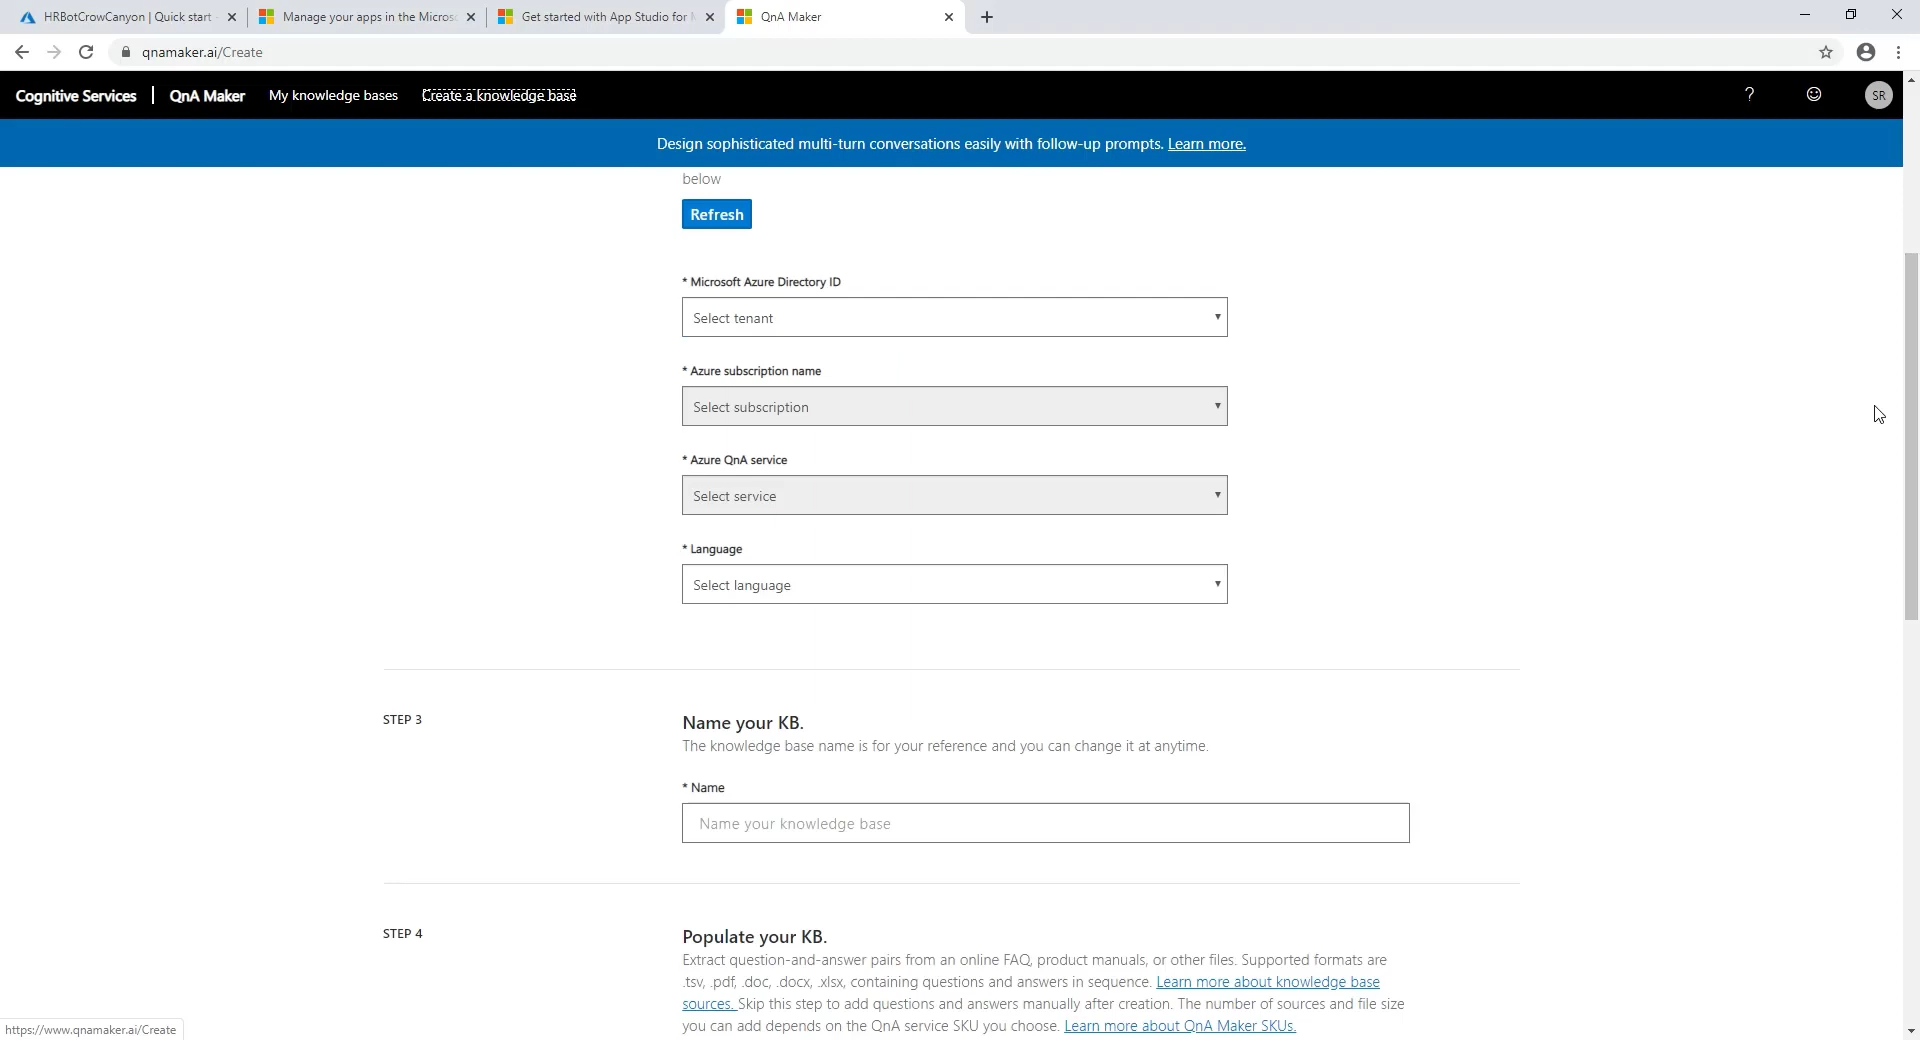 HRBotCrowCanyon | Quick start
Manage your apps in the Microso
Get started with App Studio for
QnA Maker
qnamaker.ai/Create
Cognitive Services | QnA Maker My knowledge bases Create a knowledge base ? SR
Design sophisticated multi-turn conversations easily with follow-up prompts. Learn more.
below
Refresh
* Microsoft Azure Directory ID
Select tenant
* Azure subscription name
Select subscription
* Azure QnA service
Select service
* Language
Select language
STEP 3
Name your KB.
The knowledge base name is for your reference and you can change it at anytime.
* Name
Name your knowledge base
STEP 4
Populate your KB.
Extract question-and-answer pairs from an online FAQ, product manuals, or other files. Supported formats are
.tsv, .pdf, .doc, .docx, .xlsx, containing questions and answers in sequence. Learn more about knowledge base
sources. Skip this step to add questions and answers manually after creation. The number of sources and file size
you can add depends on the QnA service SKU you choose. Learn more about QnA Maker SKUs.
https://www.qnamaker.ai/Create